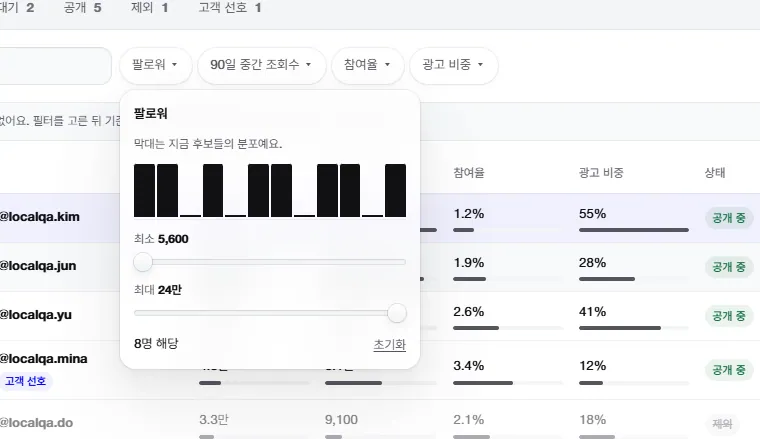 대기 2 공개 5 제외 1 고객 선호 1
팔로워 90일 중간 조회수 참여율 광고 비중
없어요. 필터를 고른 뒤 기준
팔로워
막대는 지금 후보들의 분포예요.
최소 5,600
최대 24만
8명 해당 초기화
참여율 광고 비중 상태
@localqa.kim 1.2% 55% 공개 중
@localqa.jun 1.9% 28% 공개 중
@localqa.yu 2.6% 41% 공개 중
@localqa.mina 3.4% 12% 공개 중
고객 선호
@localqa.do 3.3만 9,100 2.1% 18% 제외